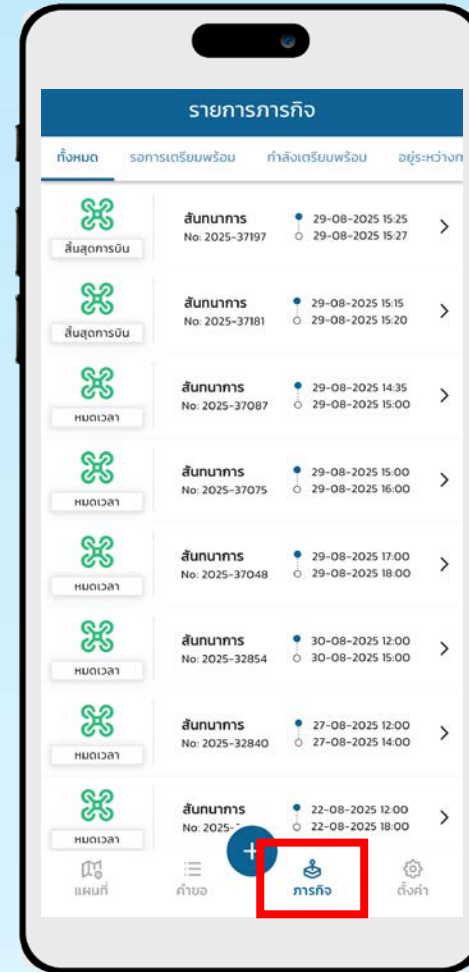 รายการภารกิจ
ทั้งหมด รอการเตรียมพร้อม กำลังเตรียมพร้อม อยู่ระหว่างก
สันทนาการ 29-08-2025 15:25
No: 2025-37197 29-08-2025 15:27
สิ้นสุดการบิน
สันทนาการ 29-08-2025 15:15
No: 2025-37181 29-08-2025 15:20
สิ้นสุดการบิน
สันทนาการ 29-08-2025 14:35
No: 2025-37087 29-08-2025 15:00
หมดเวลา
สันทนาการ 29-08-2025 15:00
No: 2025-37075 29-08-2025 16:00
หมดเวลา
สันทนาการ 29-08-2025 17:00
No: 2025-37048 29-08-2025 18:00
หมดเวลา
สันทนาการ 30-08-2025 12:00
No: 2025-32854 30-08-2025 15:00
หมดเวลา
สันทนาการ 27-08-2025 12:00
No: 2025-32840 27-08-2025 14:00
หมดเวลา
สันทนาการ 22-08-2025 12:00
No: 2025- 22-08-2025 18:00
หมดเวลา
แผนที่ คำขอ + ภารกิจ ตั้งค่า